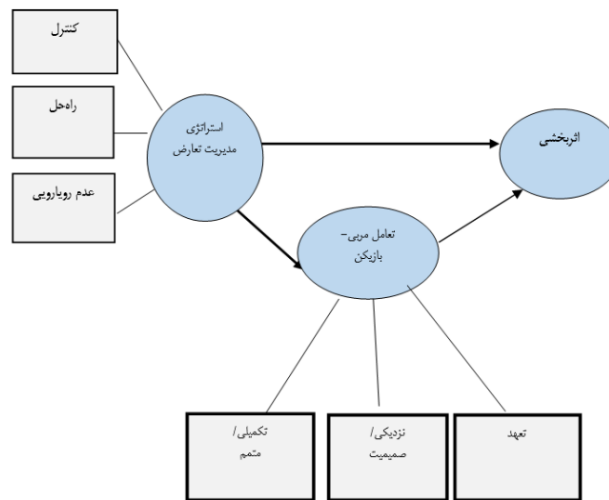 کنترل
راه‌حل
عدم رویارویی
استراتژی
مدیریت تعارض
اثربخشی
تعامل مربی-
بازیکن
تکمیلی/
متمم
نزدیکی/
صمیمیت
تعهد